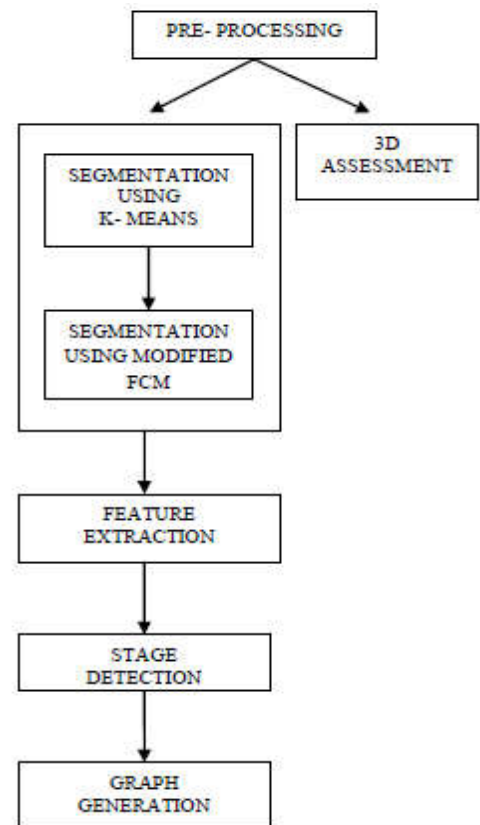 PRE- PROCESSING
3D
ASSESSMENT
SEGMENTATION
USING
K- MEANS
SEGMENTATION
USING MODIFIED
FCM
FEATURE
EXTRACTION
STAGE
DETECTION
GRAPH
GENERATION